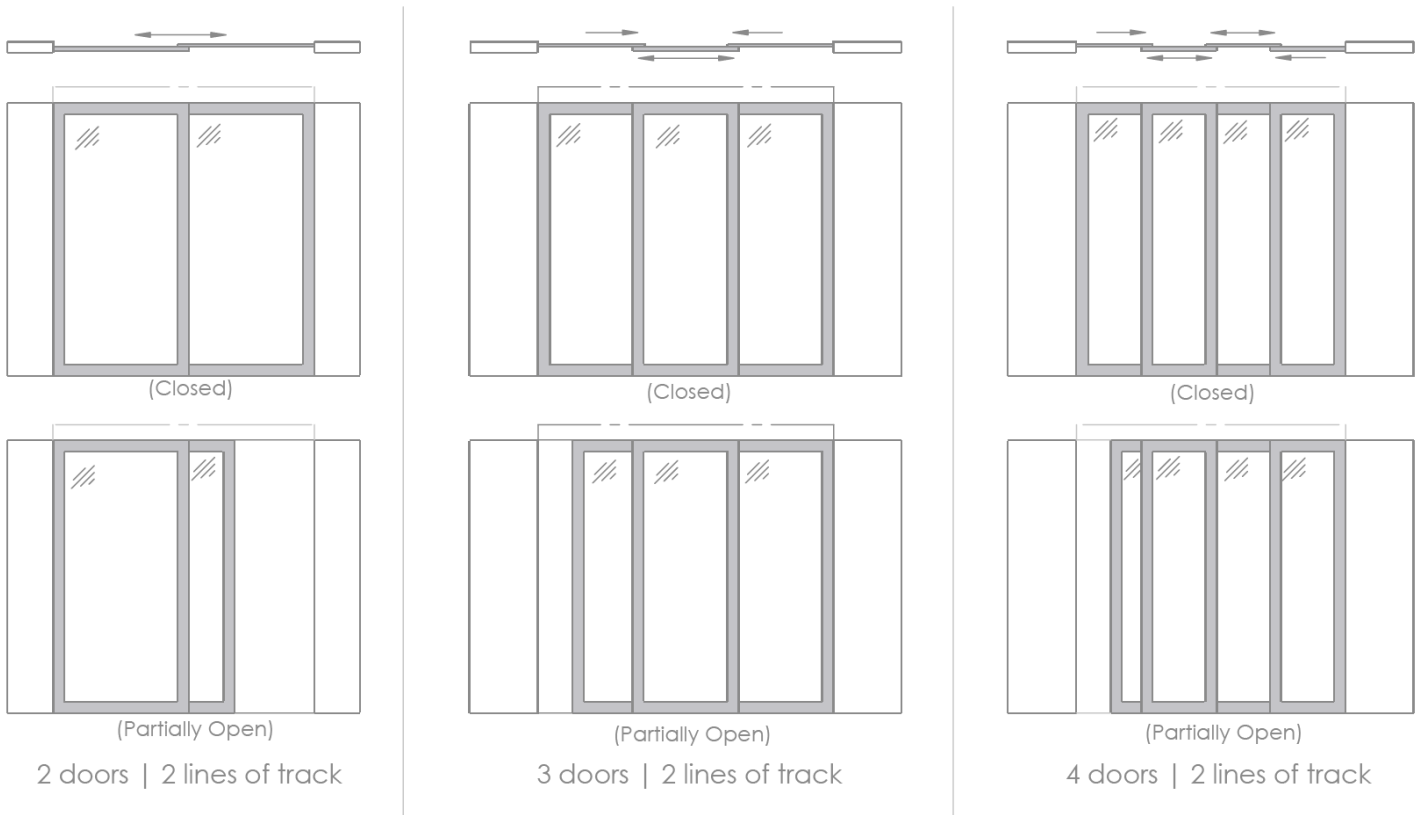 (Closed)
(Partially Open)
2 doors | 2 lines of track
(Closed)
(Partially Open)
3 doors | 2 lines of track
(Closed)
(Partially Open)
4 doors | 2 lines of track